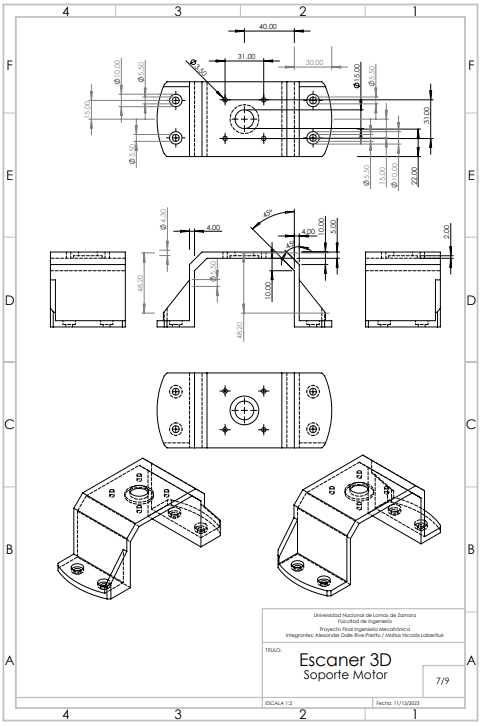 4 3 2 1
40.00
31.00
30.00
F F
Ø10.00
Ø5.50
Ø3.50
Ø15.00
Ø5.50
15.00
31.00
Ø5.50
Ø5.50
15.00
Ø10.00
22.00
E E
Ø4.30
4.00
45°
45°
4.00
10.00
5.00
2.00
48.20
Ø5.50
10.00
48.20
D D
C C
B B
A A
Universidad Nacional de Lomas de Zamora
Facultad de Ingeniería
Proyecto Final Ingeniería Mecatrónica
Integrantes: Alexander Dalle Rive Prietto / Matías Nicolás
TITULO:
Escaner 3D
Soporte Motor
7/9
ESCALA 1:2
Fecha: 11/12/2023
4 3 2 1